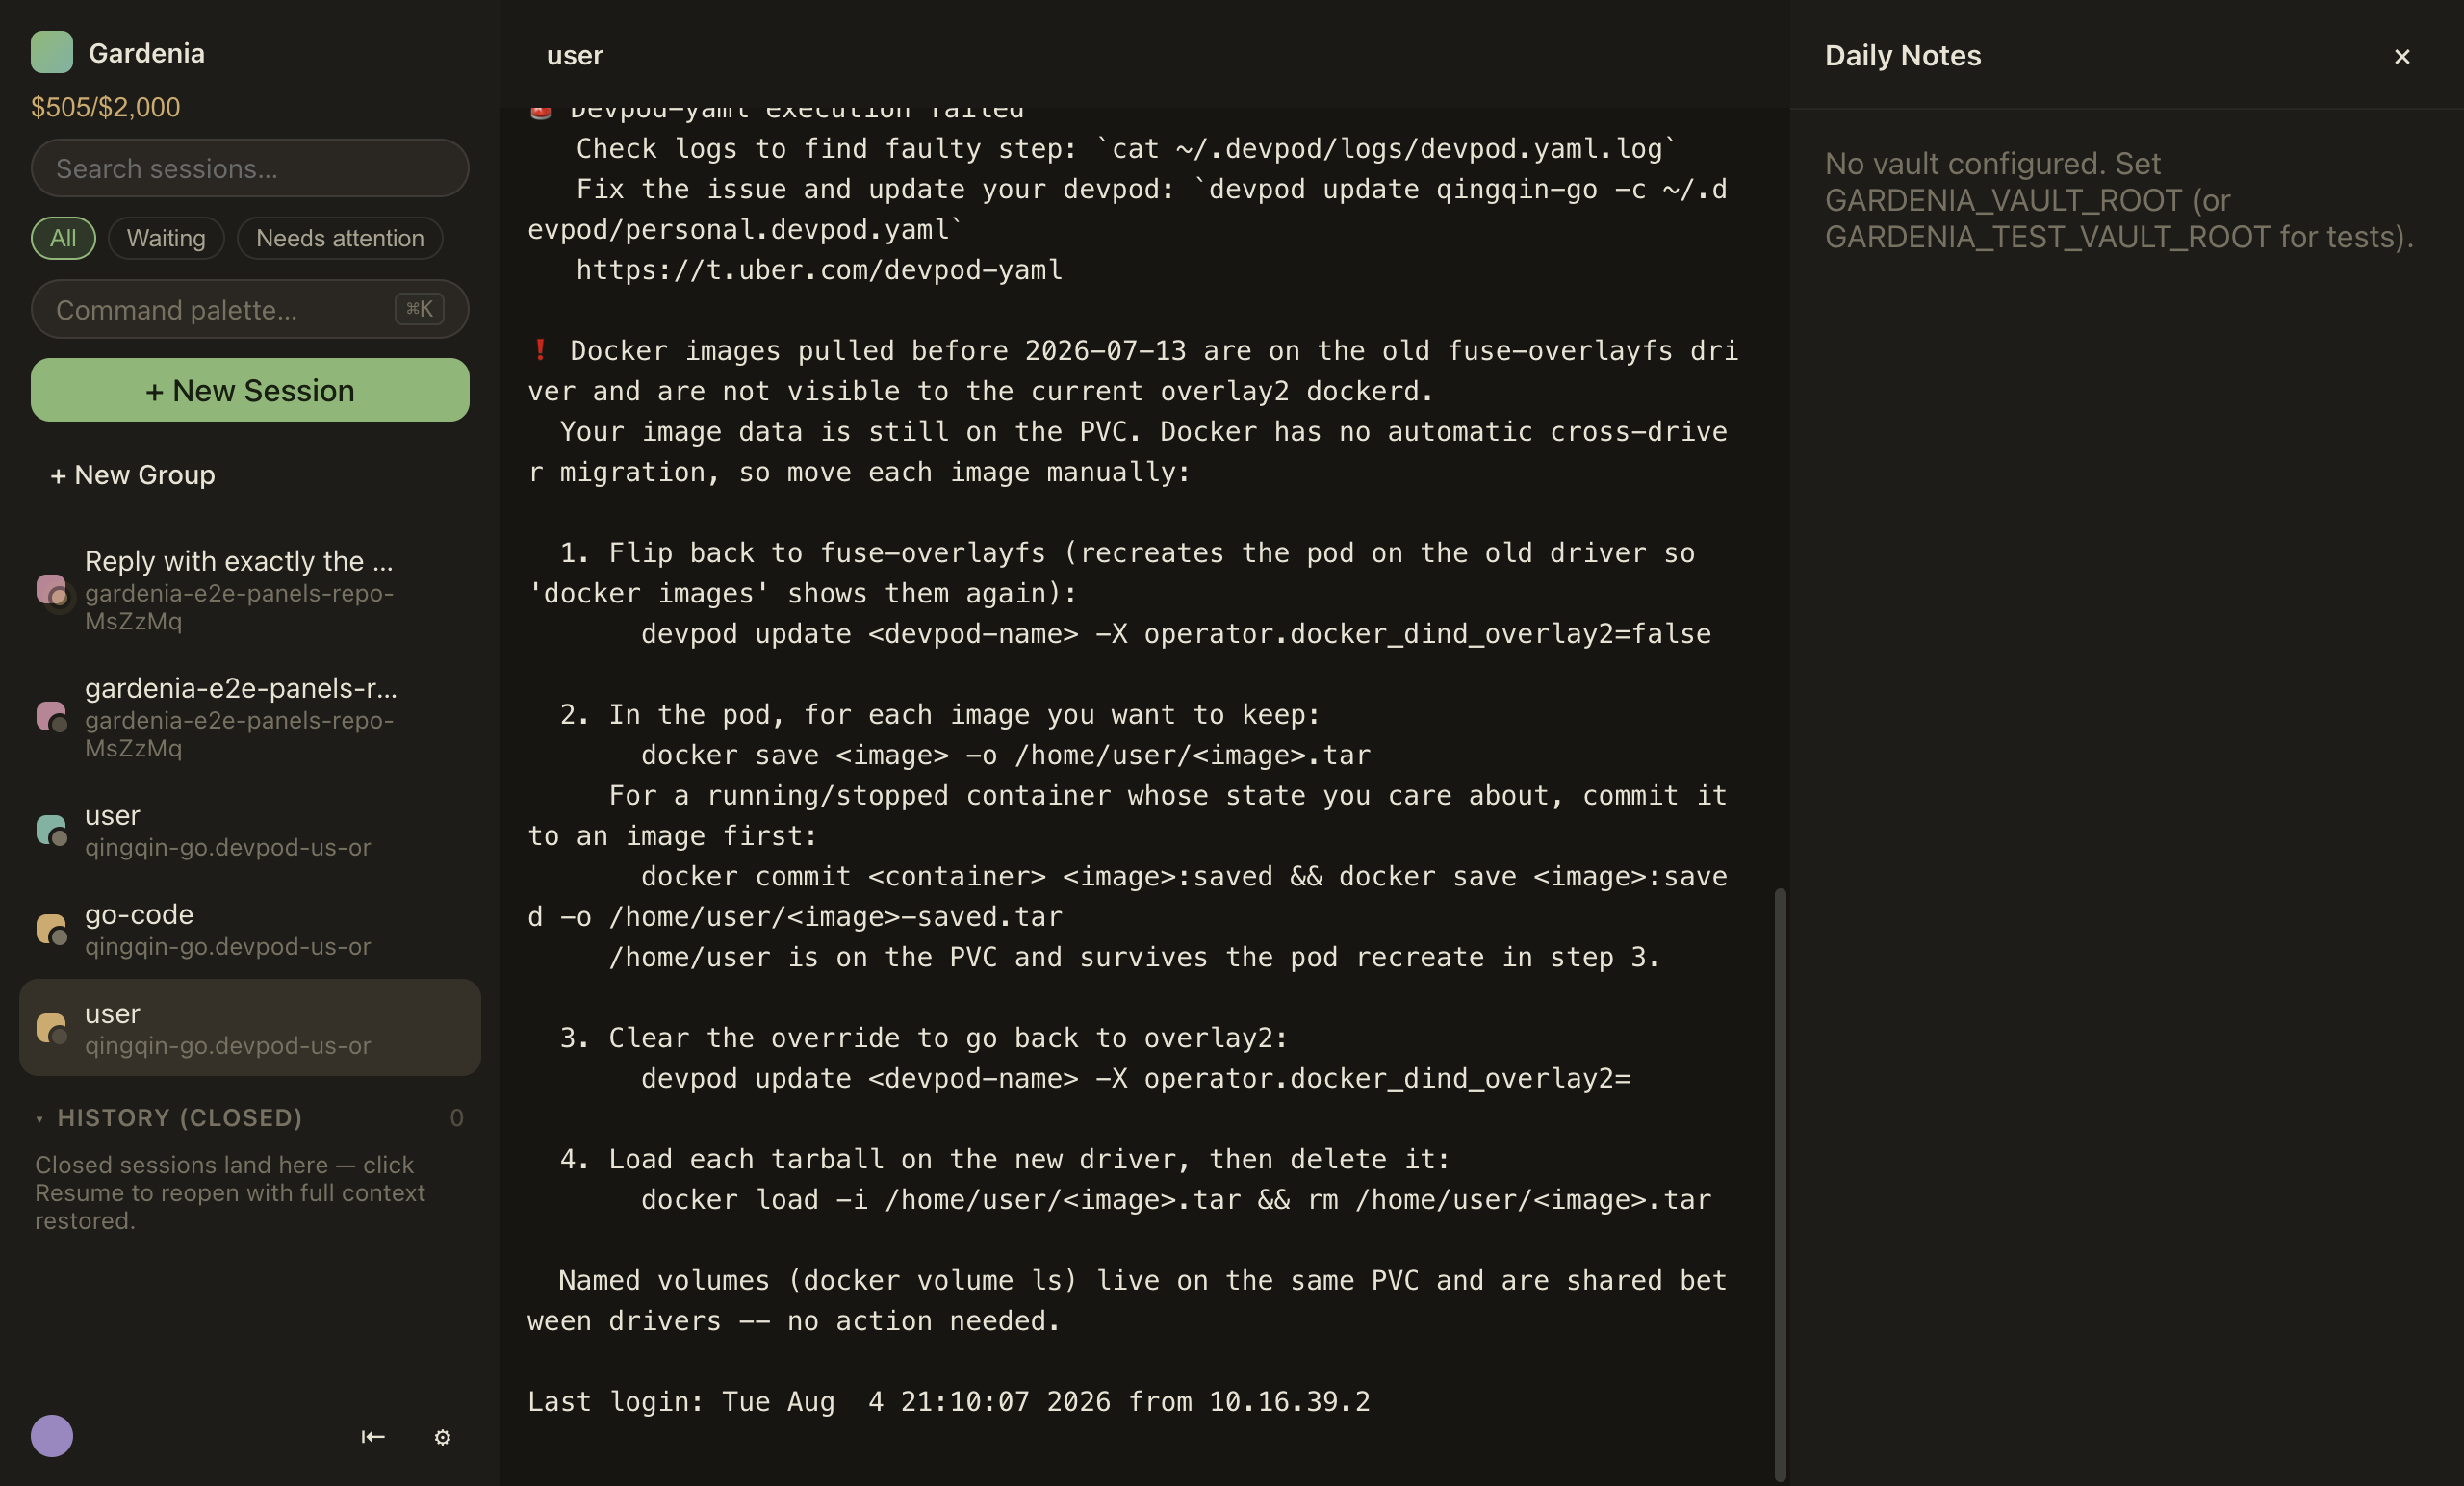 Gardenia
$505/$2,000
Search sessions...
All
Waiting
Needs attention
Command palette...
⌘K
+ New Session
+ New Group
Reply with exactly the ...
gardenia-e2e-panels-repo-
MsZzMq
gardenia-e2e-panels-r...
gardenia-e2e-panels-repo-
MsZzMq
user
qingqin-go.devpod-us-or
go-code
qingqin-go.devpod-us-or
user
qingqin-go.devpod-us-or
HISTORY (CLOSED)
0
Closed sessions land here — click
Resume to reopen with full context
restored.
user
Devpod-yaml execution failed
Check logs to find faulty step: `cat ~/.devpod/logs/devpod.yaml.log`
Fix the issue and update your devpod: `devpod update qingqin-go -c ~/.d
evpod/personal.devpod.yaml`
https://t.uber.com/devpod-yaml
❗ Docker images pulled before 2026-07-13 are on the old fuse-overlayfs dri
ver and are not visible to the current overlay2 dockerd.
Your image data is still on the PVC. Docker has no automatic cross-drive
r migration, so move each image manually:
1. Flip back to fuse-overlayfs (recreates the pod on the old driver so
'docker images' shows them again):
devpod update <devpod-name> -X operator.docker_dind_overlay2=false
2. In the pod, for each image you want to keep:
docker save <image> -o /home/user/<image>.tar
For a running/stopped container whose state you care about, commit it
to an image first:
docker commit <container> <image>:saved && docker save <image>:save
d -o /home/user/<image>-saved.tar
/home/user is on the PVC and survives the pod recreate in step 3.
3. Clear the override to go back to overlay2:
devpod update <devpod-name> -X operator.docker_dind_overlay2=
4. Load each tarball on the new driver, then delete it:
docker load -i /home/user/<image>.tar && rm /home/user/<image>.tar
Named volumes (docker volume ls) live on the same PVC and are shared bet
ween drivers -- no action needed.
Last login: Tue Aug  4 21:10:07 2026 from 10.16.39.2
Daily Notes
×
No vault configured. Set
GARDENIA_VAULT_ROOT (or
GARDENIA_TEST_VAULT_ROOT for tests).